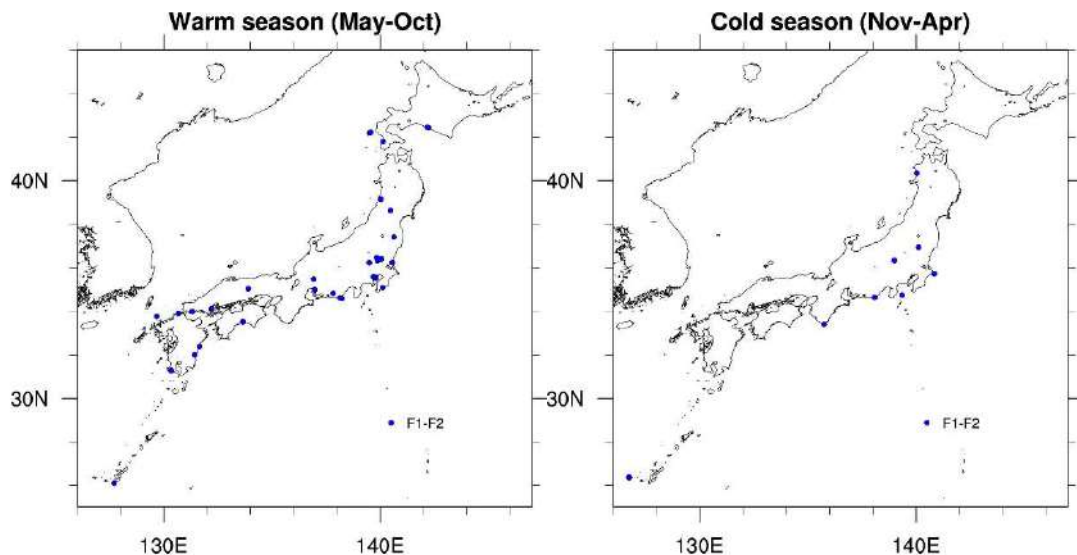 Warm season (May-Oct)
Cold season (Nov-Apr)
40N
40N
30N
30N
F1-F2
F1-F2
130E
140E
130E
140E